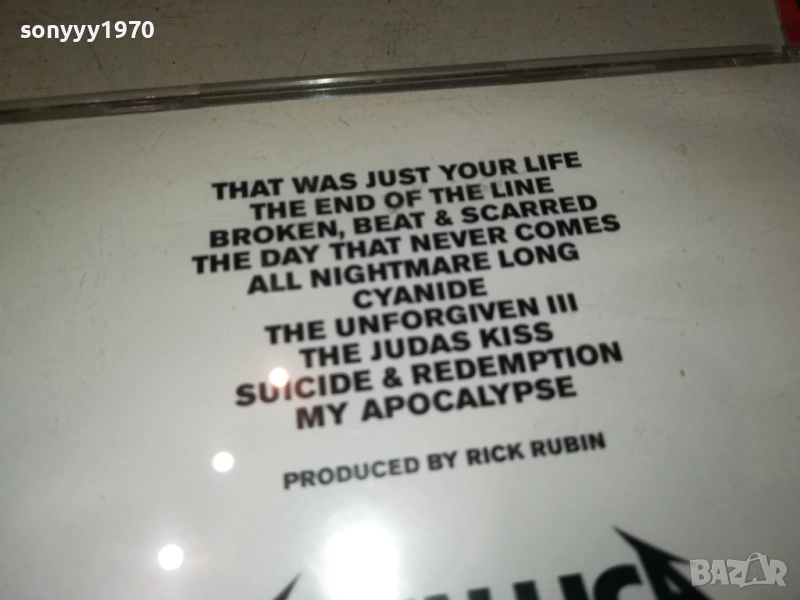 sonyyy1970
THAT WAS JUST YOUR LIFE
THE END OF THE LINE
BROKEN, BEAT & SCARRED
THE DAY THAT NEVER COMES
ALL NIGHTMARE LONG
CYANIDE
THE UNFORGIVEN III
THE JUDAS KISS
SUICIDE & REDEMPTION
MY APOCALYPSE
PRODUCED BY RICK RUBIN
BAZAR